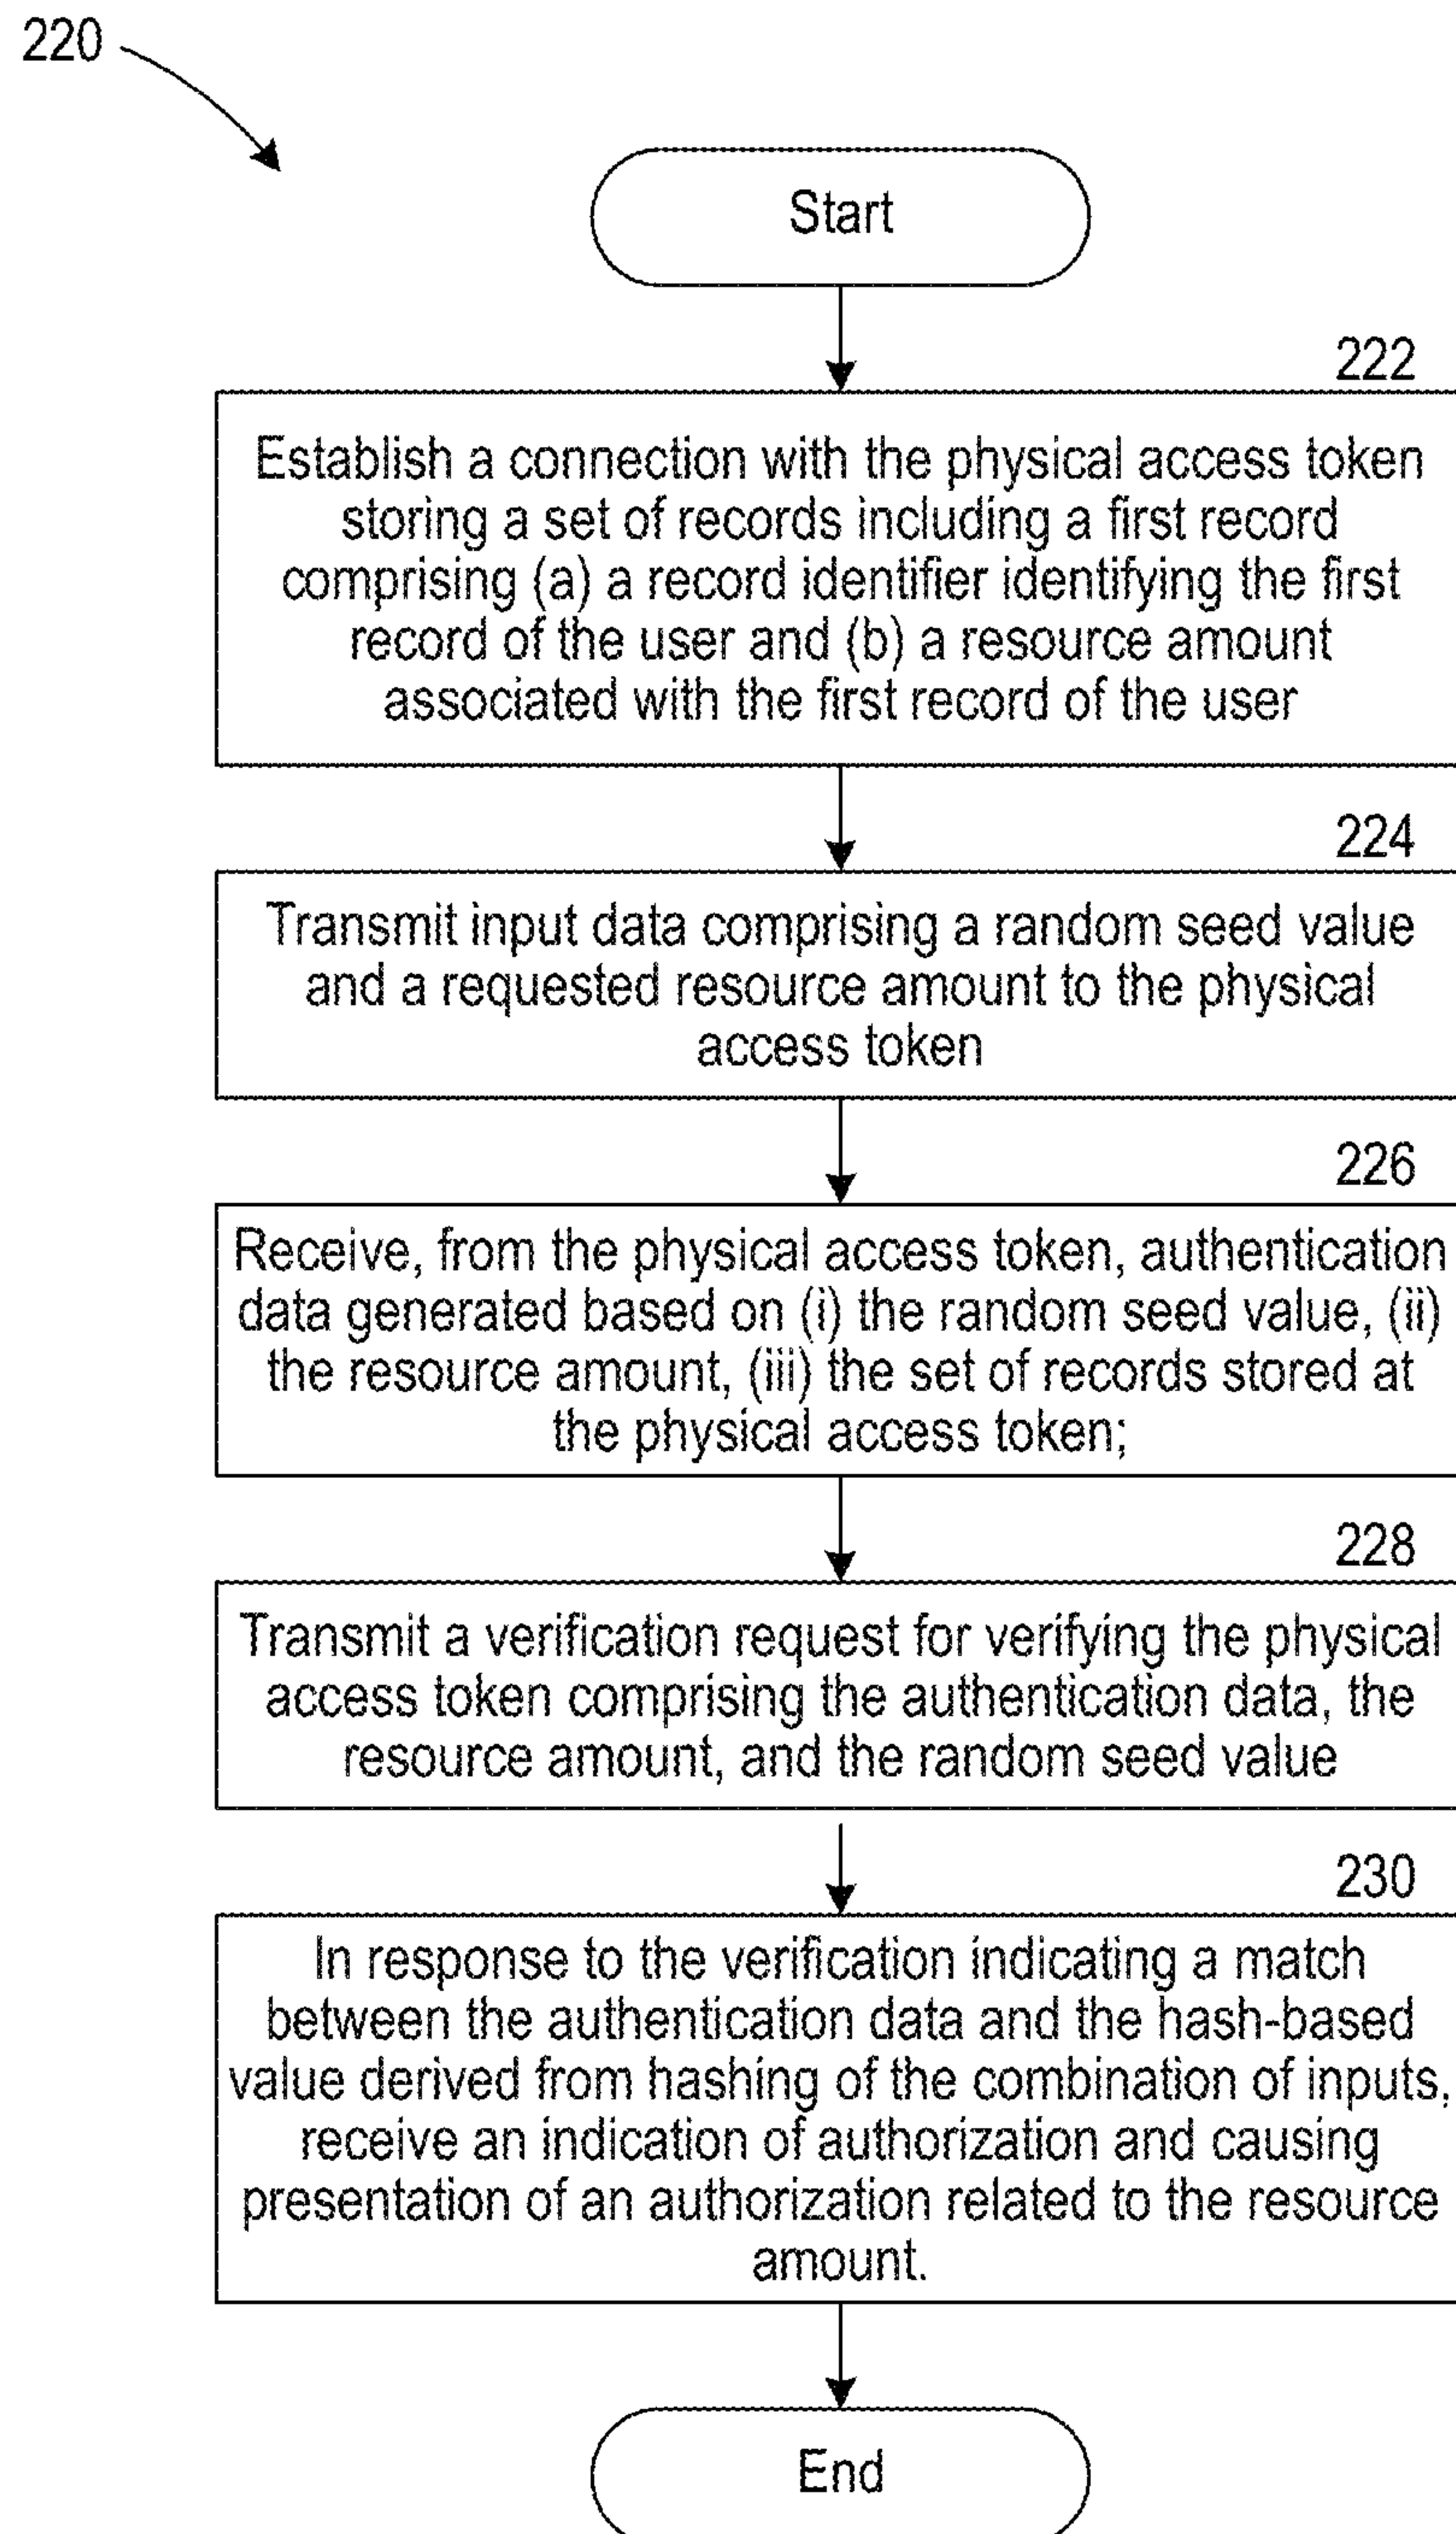 220
Start
222
Establish a connection with the physical access token
storing a set of records including a first record
comprising (a) a record identifier identifying the first
record of the user and (b) a resource amount
associated with the first record of the user
224
Transmit input data comprising a random seed value
and a requested resource amount to the physical
access token
226
Receive, from the physical access token, authentication
data generated based on (i) the random seed value, (ii)
the resource amount, (iii) the set of records stored at
the physical access token;
228
Transmit a verification request for verifying the physical
access token comprising the authentication data, the
resource amount, and the random seed value
230
In response to the verification indicating a match
between the authentication data and the hash-based
value derived from hashing of the combination of inputs,
receive an indication of authorization and causing
presentation of an authorization related to the resource
amount.
End